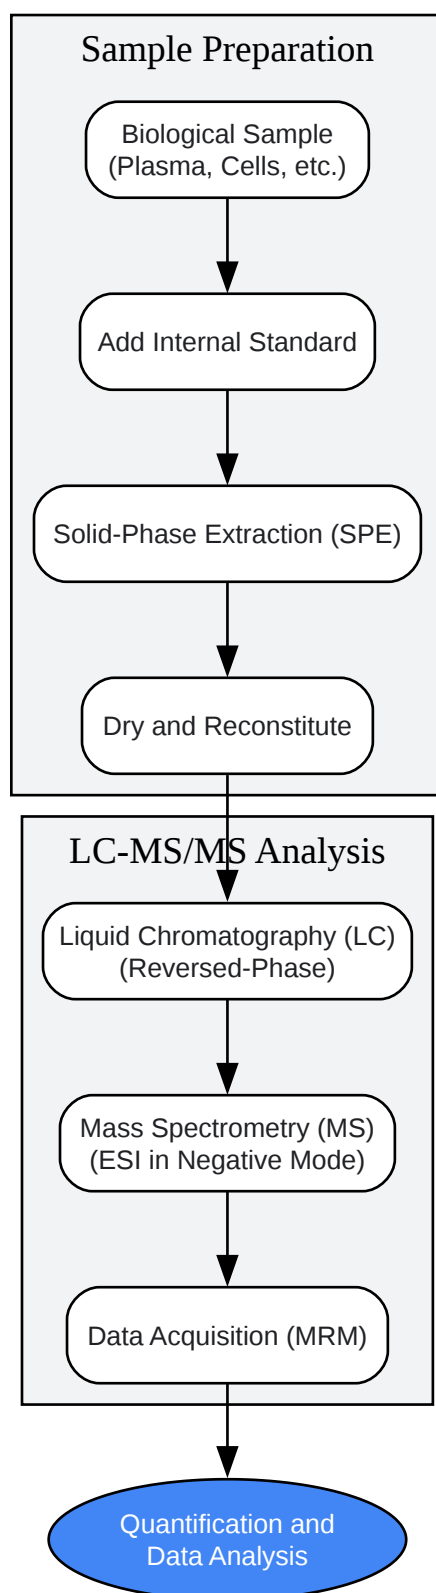 Sample Preparation
Biological Sample
(Plasma, Cells, etc.)
Add Internal Standard
Solid-Phase Extraction (SPE)
Dry and Reconstitute
LC-MS/MS Analysis
Liquid Chromatography (LC)
(Reversed-Phase)
Mass Spectrometry (MS)
(ESI in Negative Mode)
Data Acquisition (MRM)
Quantification and
Data Analysis